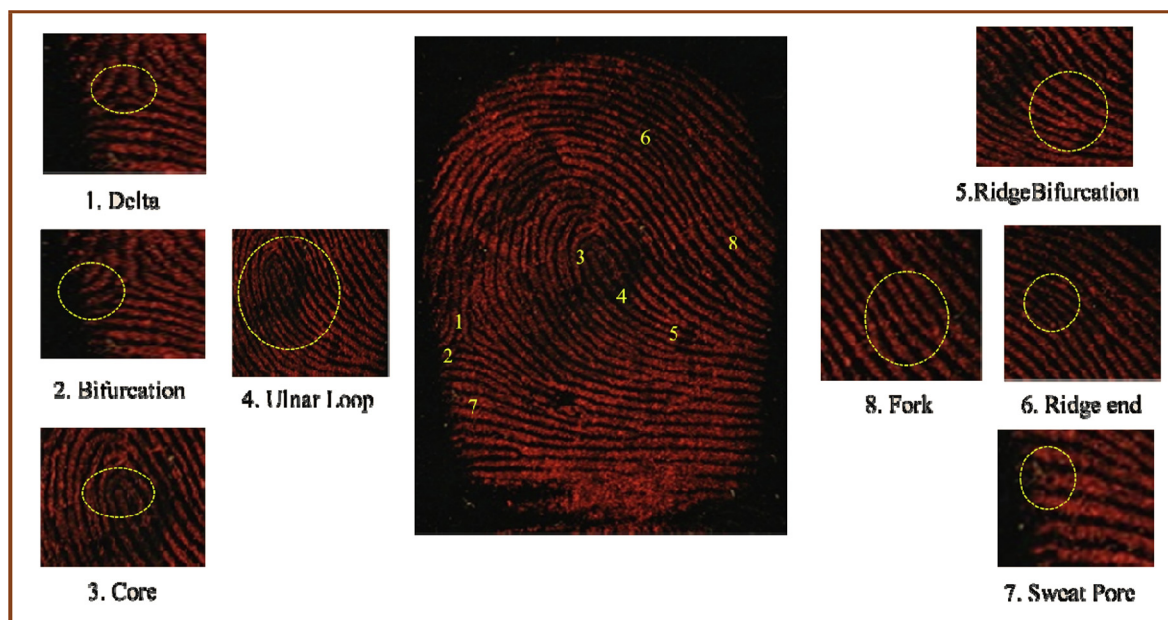 1. Delta
2. Bifurcation
3. Core
4. Ulnar Loop
6
8
3
4
1
5
2
7
5.RidgeBifurcation
8. Fork
6. Ridge end
7. Sweat Pore